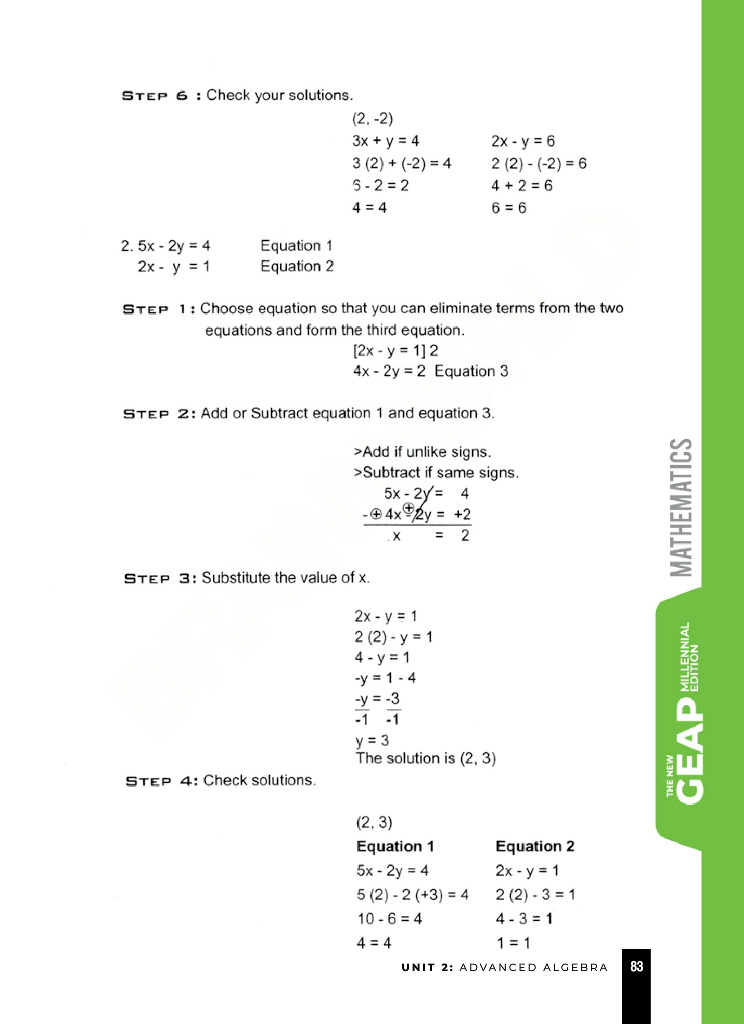 STEP 6 : Check your solutions.
(2, -2)
3x + y = 4 2x - y = 6
3 (2) + (-2) = 4 2 (2) - (-2) = 6
6 - 2 = 2 4 + 2 = 6
4 = 4 6 = 6
2. 5x - 2y = 4 Equation 1
2x - y = 1 Equation 2
STEP 1 : Choose equation so that you can eliminate terms from the two
equations and form the third equation.
[2x - y = 1] 2
4x - 2y = 2 Equation 3
STEP 2: Add or Subtract equation 1 and equation 3.
>Add if unlike signs.
>Subtract if same signs.
5x - 2y = 4
-⊕ 4x ⊕- 2y = +2
x = 2
STEP 3: Substitute the value of x.
2x - y = 1
2 (2) - y = 1
4 - y = 1
-y = 1 - 4
-y = -3
-1 -1
y = 3
The solution is (2, 3)
STEP 4: Check solutions.
(2, 3)
Equation 1 Equation 2
5x - 2y = 4 2x - y = 1
5 (2) - 2 (+3) = 4 2 (2) - 3 = 1
10 - 6 = 4 4 - 3 = 1
4 = 4 1 = 1
UNIT 2: ADVANCED ALGEBRA 83
MATHEMATICS
THE NEW
GEAP
MILLENNIAL
EDITION